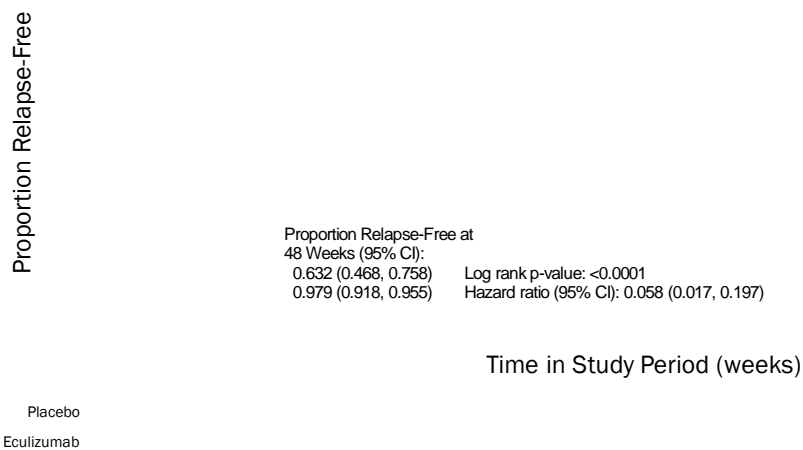 Proportion Relapse-Free
Proportion Relapse-Free at
48 Weeks (95% CI):
0.632 (0.468, 0.758) Log rank p-value: <0.0001
0.979 (0.918, 0.955) Hazard ratio (95% CI): 0.058 (0.017, 0.197)
Time in Study Period (weeks)
Placebo
Eculizumab